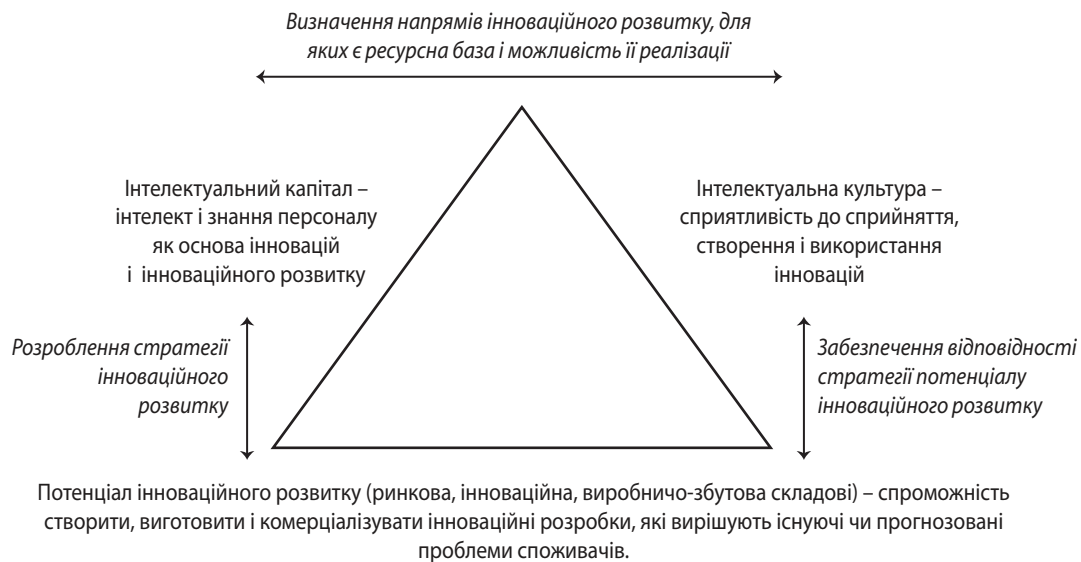 Визначення напрямів інноваційного розвитку, для
яких є ресурсна база і можливість її реалізації
Інтелектуальний капітал –
інтелект і знання персоналу
як основа інновацій
і інноваційного розвитку
Інтелектуальна культура –
сприятливість до сприйняття,
створення і використання
інновацій
Розроблення стратегії
інноваційного
розвитку
Забезпечення відповідності
стратегії потенціалу
інноваційного розвитку
Потенціал інноваційного розвитку (ринкова, інноваційна, виробничо-збутова складові) – спроможність
створити, виготовити і комерціалізувати інноваційні розробки, які вирішують існуючі чи прогнозовані
проблеми споживачів.